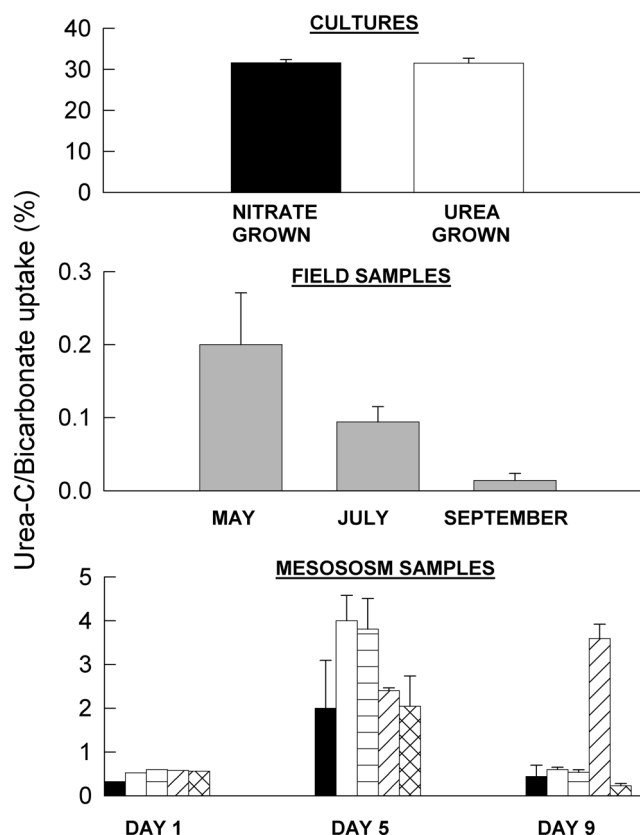 CULTURES
40
30
20
10
0
NITRATE GROWN
UREA GROWN
Urea-C/Bicarbonate uptake (%)
FIELD SAMPLES
0.3
0.2
0.1
0.0
MAY JULY SEPTEMBER
MESOSOSM SAMPLES
5
4
3
2
1
0
DAY 1 DAY 5 DAY 9